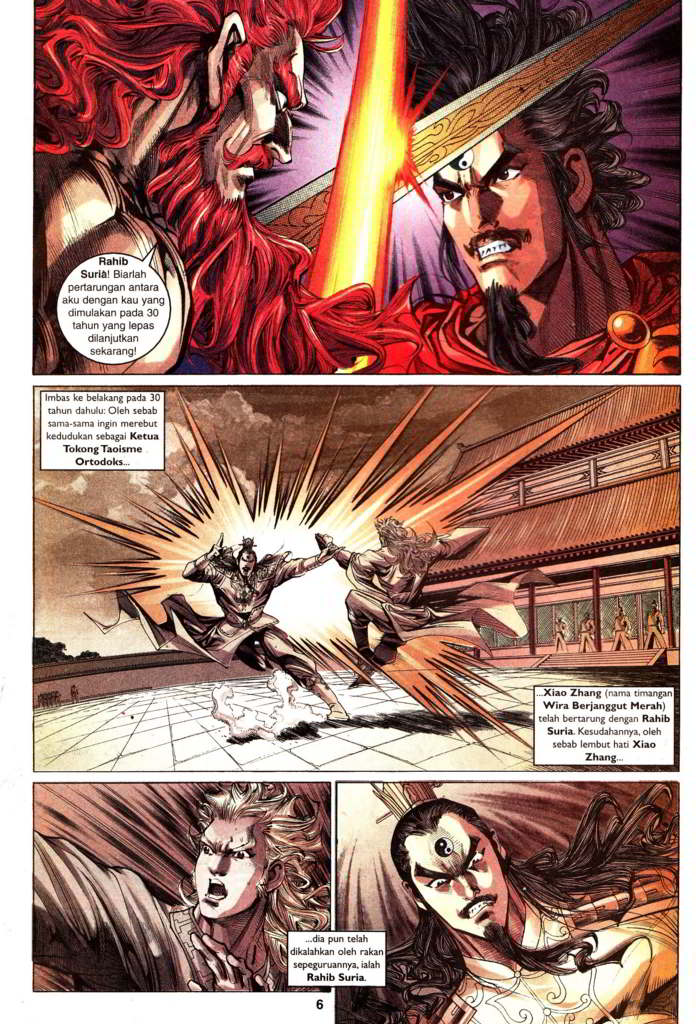 Rahib
Suria! Biarlah
pertarungan antara
aku dengan kau yang
dimulakan pada 30
tahun yang lepas
dilanjutkan
sekarang!
Imbas ke belakang pada 30
tahun dahulu: Oleh sebab
sama-sama ingin merebut
kedudukan sebagai Ketua
Tokong Taoisme
Ortodoks...
...Xiao Zhang (nama timangan
Wira Berjanggut Merah)
telah bertarung dengan Rahib
Suria. Kesudahannya, oleh
sebab lembut hati Xiao
Zhang...
...dia pun telah
dikalahkan oleh rakan
sepeguruannya, ialah
Rahib Suria.
6